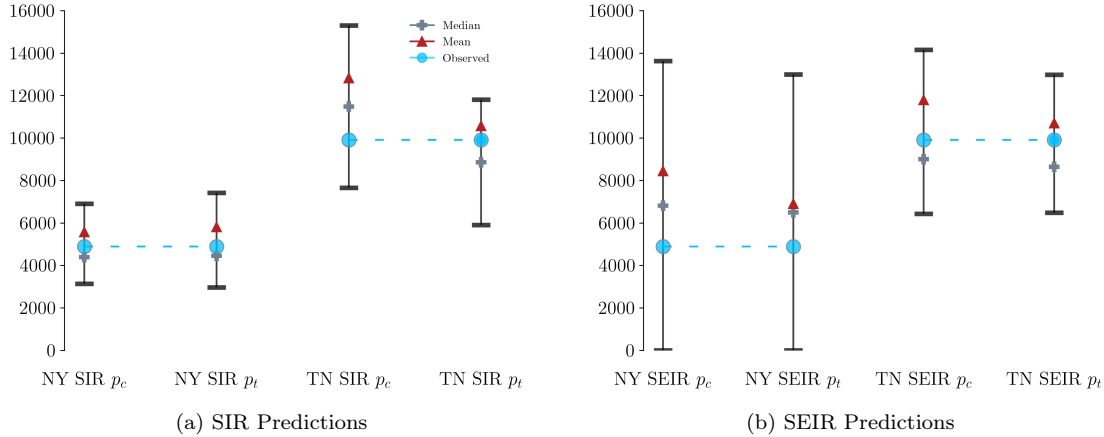 16000
14000
12000
10000
8000
6000
4000
2000
0
Median
Mean
Observed
NY SIR p_c
NY SIR p_t
TN SIR p_c
TN SIR p_t
(a) SIR Predictions
16000
14000
12000
10000
8000
6000
4000
2000
0
NY SEIR p_c
NY SEIR p_t
TN SEIR p_c
TN SEIR p_t
(b) SEIR Predictions